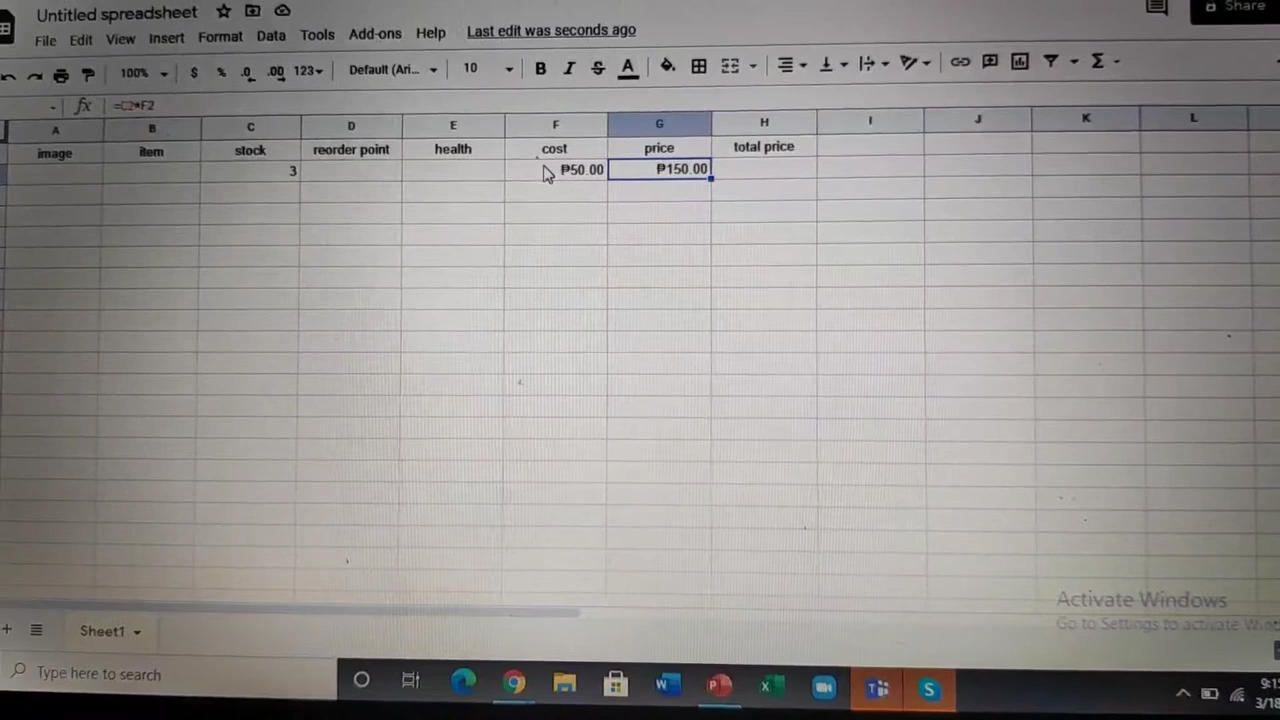 Untitled spreadsheet
Share
File Edit View Insert Format Data Tools Add-ons Help Last edit was seconds ago
100% $ % .0 .00 123 Default (Ari... 10 B I S A Σ
fx =C2*F2
A B C D E F G H I J K L
image item stock reorder point health cost price total price
3 ₱50.00 ₱150.00
Activate Windows
Go to Settings to activate
+ Sheet1
Type here to search
3/18